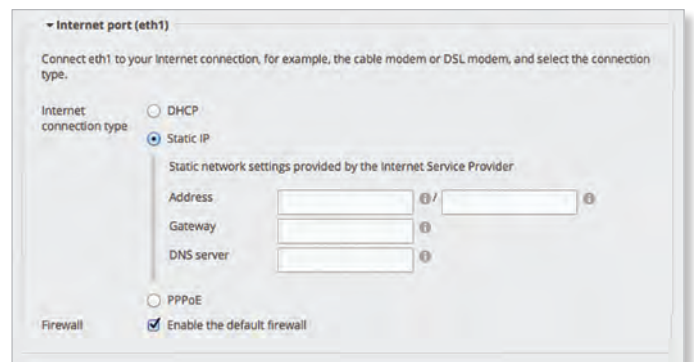 Internet port (eth1)
Connect eth1 to your Internet connection, for example, the cable modem or DSL modem, and select the connection
type.
Internet
connection type
DHCP
Static IP
Static network settings provided by the Internet Service Provider
Address /
Gateway
DNS server
PPPoE
Firewall Enable the default firewall